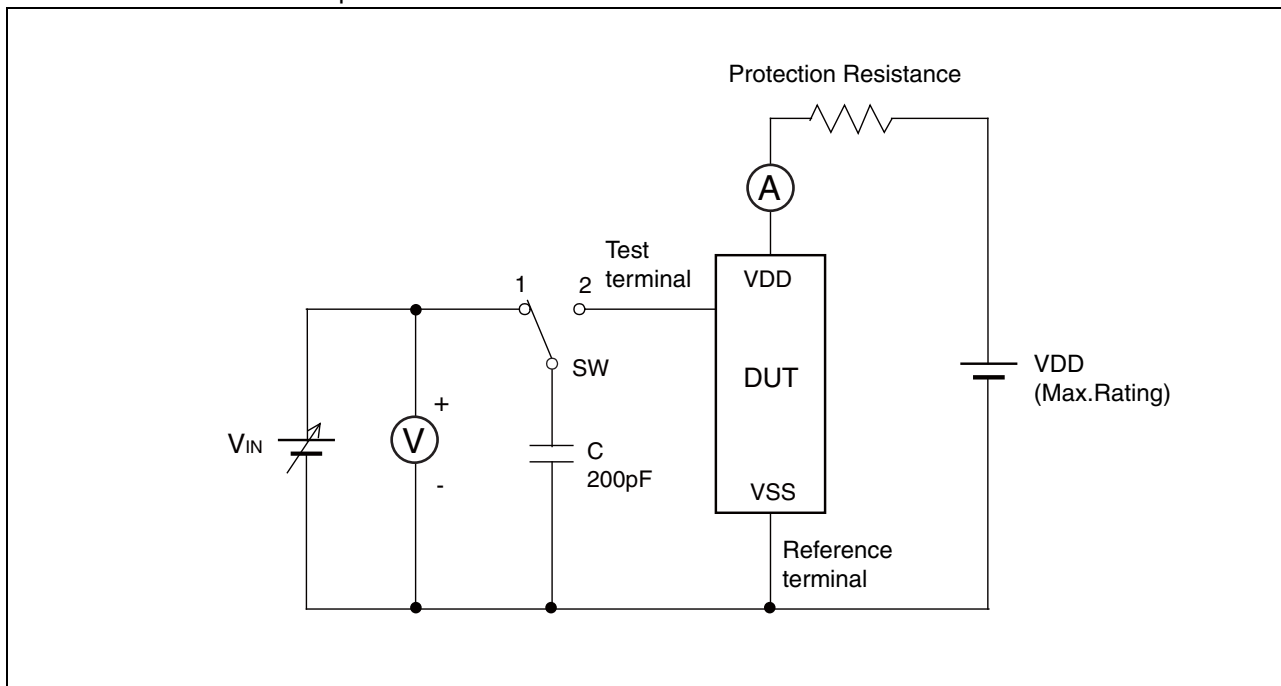 Protection Resistance
A
Test
terminal
1
2
VDD
SW
DUT
VDD
(Max.Rating)
VIN
+
V
-
C
200pF
VSS
Reference
terminal